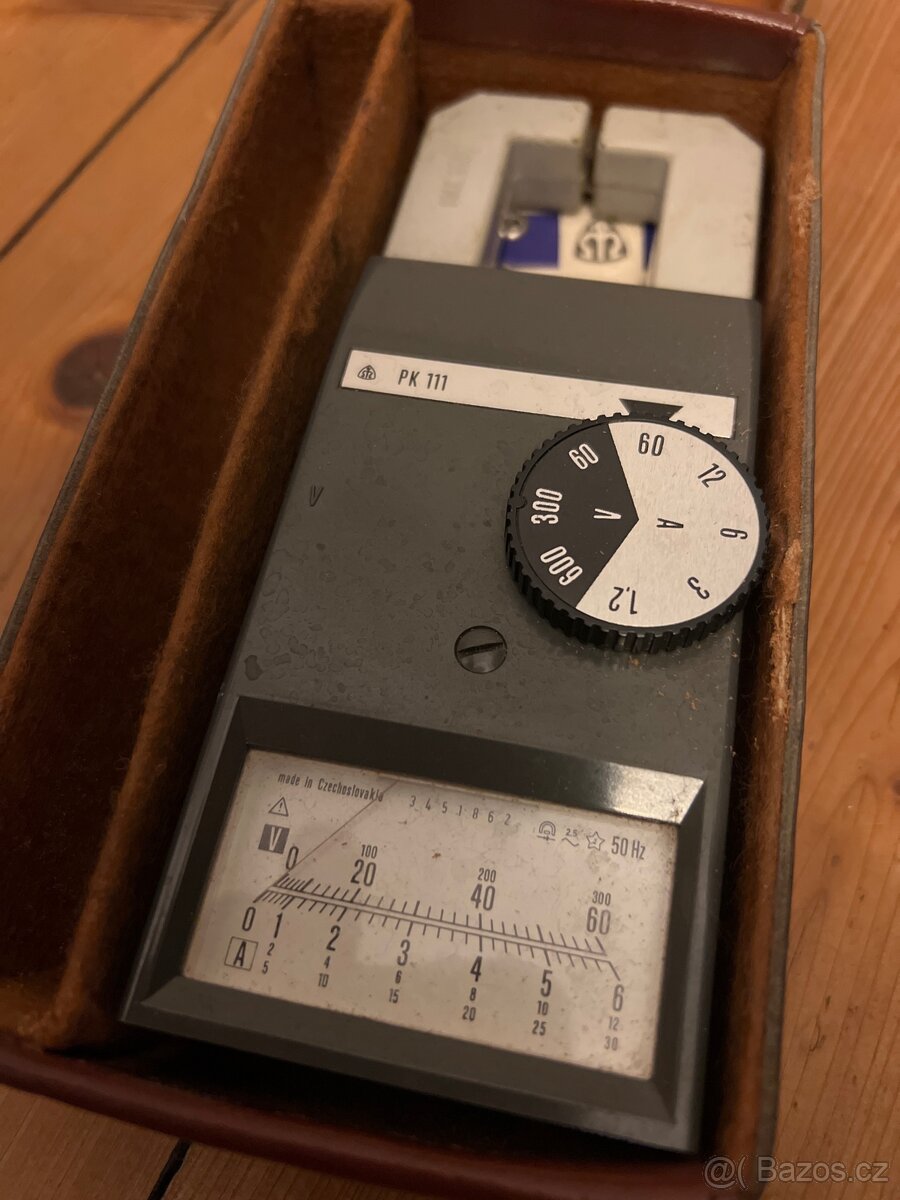 PK 111
V
60 12 6 3 1,2 A
60 300 600 V
made in Czechoslovakia
3451862
2.5 50 Hz
V
100 200 300
0 20 40 60
0 1 2 3 4 5 6
A
2 4 6 8 10 12
5 10 15 20 25 30
@( Bazos.cz